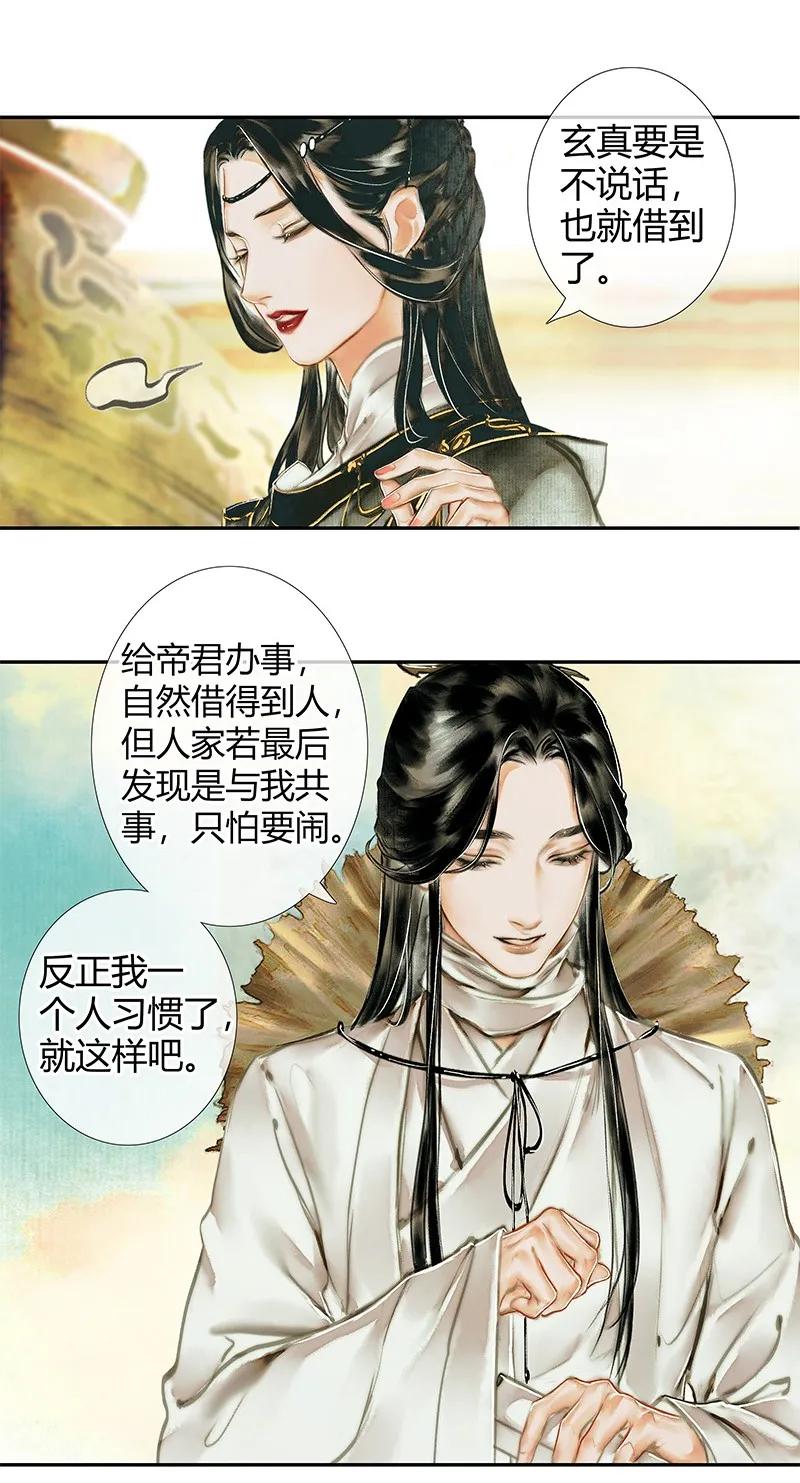 玄真要是
不说话，
也就借到
了。
给帝君办事，
自然借得到人，
但人家若最后
发现是与我共
事，只怕要闹。
反正我一
个人习惯了，
就这样吧。